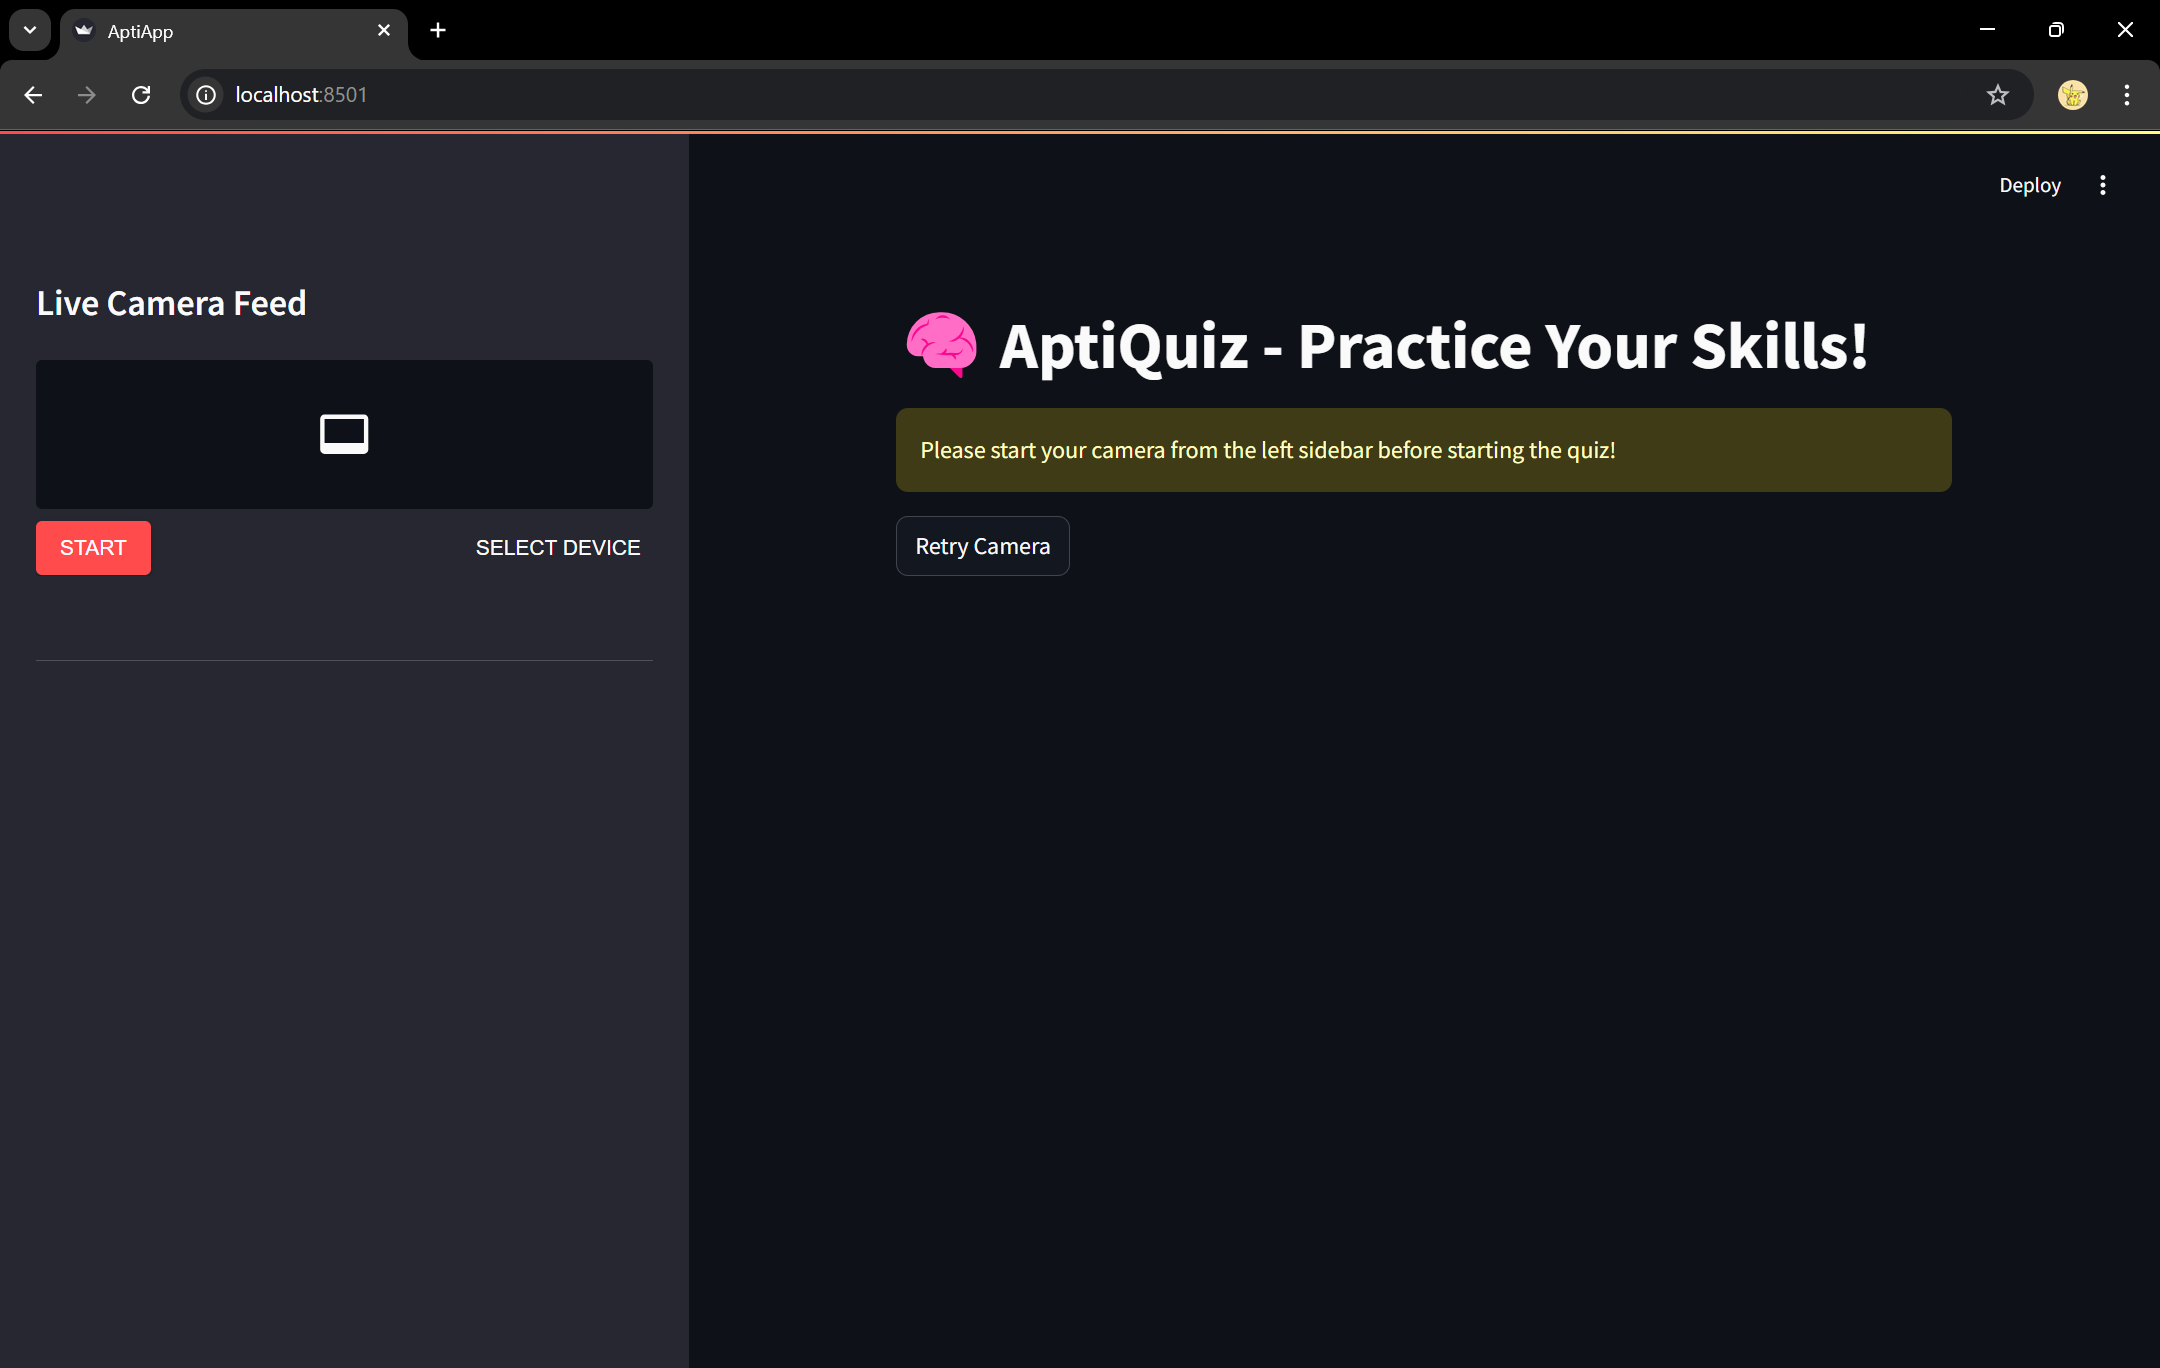 AptiApp
localhost:8501
Deploy
Live Camera Feed
START
SELECT DEVICE
🧠 AptiQuiz - Practice Your Skills!
Please start your camera from the left sidebar before starting the quiz!
Retry Camera